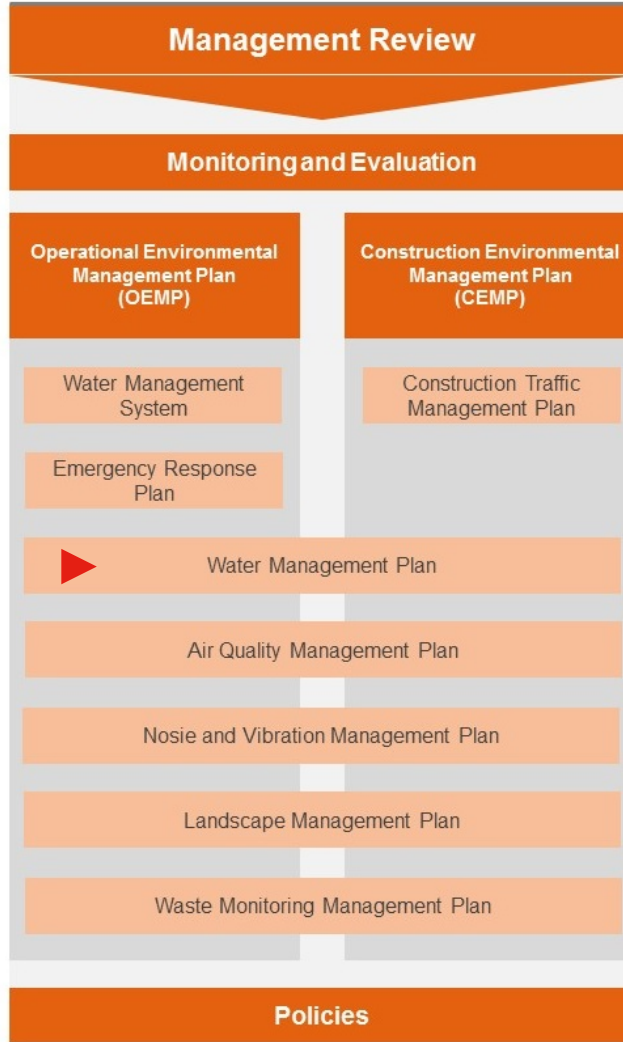 Management Review
Monitoring and Evaluation
Operational Environmental
Management Plan
(OEMP)
Construction Environmental
Management Plan
(CEMP)
Water Management
System
Construction Traffic
Management Plan
Emergency Response
Plan
Water Management Plan
Air Quality Management Plan
Nosie and Vibration Management Plan
Landscape Management Plan
Waste Monitoring Management Plan
Policies